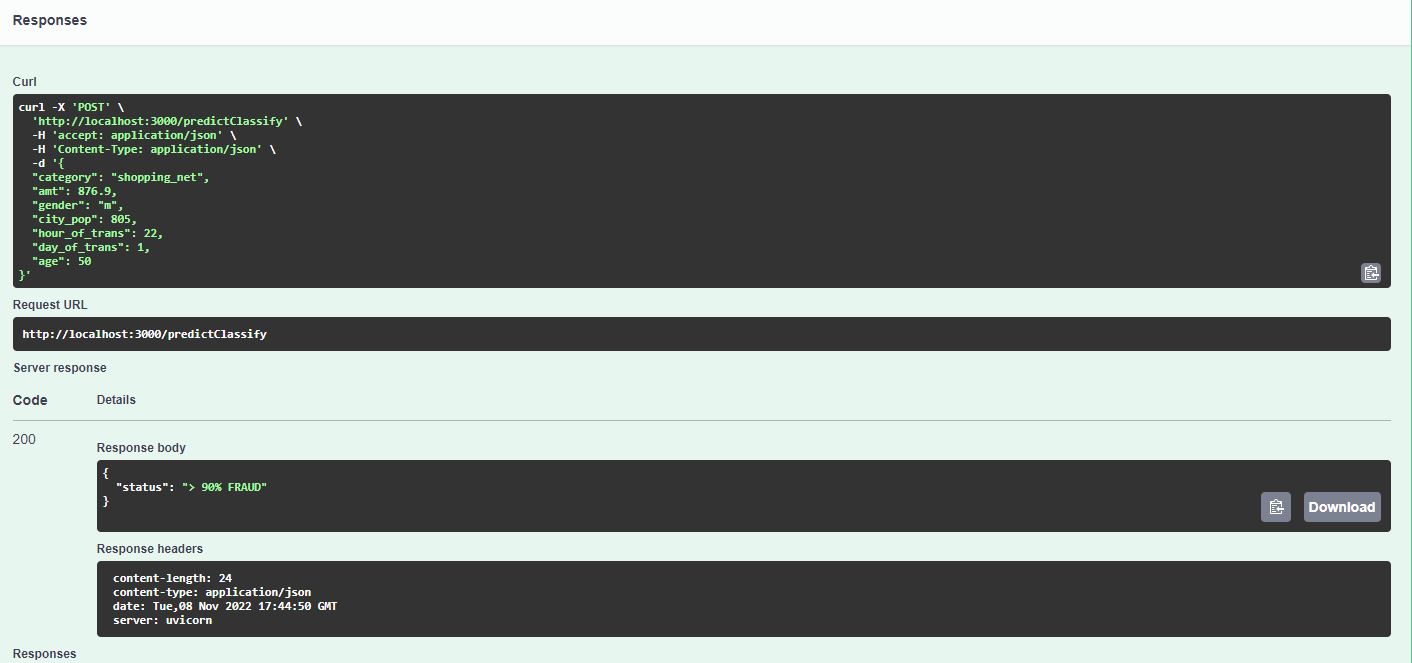 Responses
Curl
curl -X 'POST' \
  'http://localhost:3000/predictClassify' \
  -H 'accept: application/json' \
  -H 'Content-Type: application/json' \
  -d '{
  "category": "shopping_net",
  "amt": 876.9,
  "gender": "m",
  "city_pop": 805,
  "hour_of_trans": 22,
  "day_of_trans": 1,
  "age": 50
}'
Request URL
http://localhost:3000/predictClassify
Server response
Code Details
200
Response body
{
  "status": "> 90% FRAUD"
}
Download
Response headers
content-length: 24
content-type: application/json
date: Tue,08 Nov 2022 17:44:50 GMT
server: uvicorn
Responses